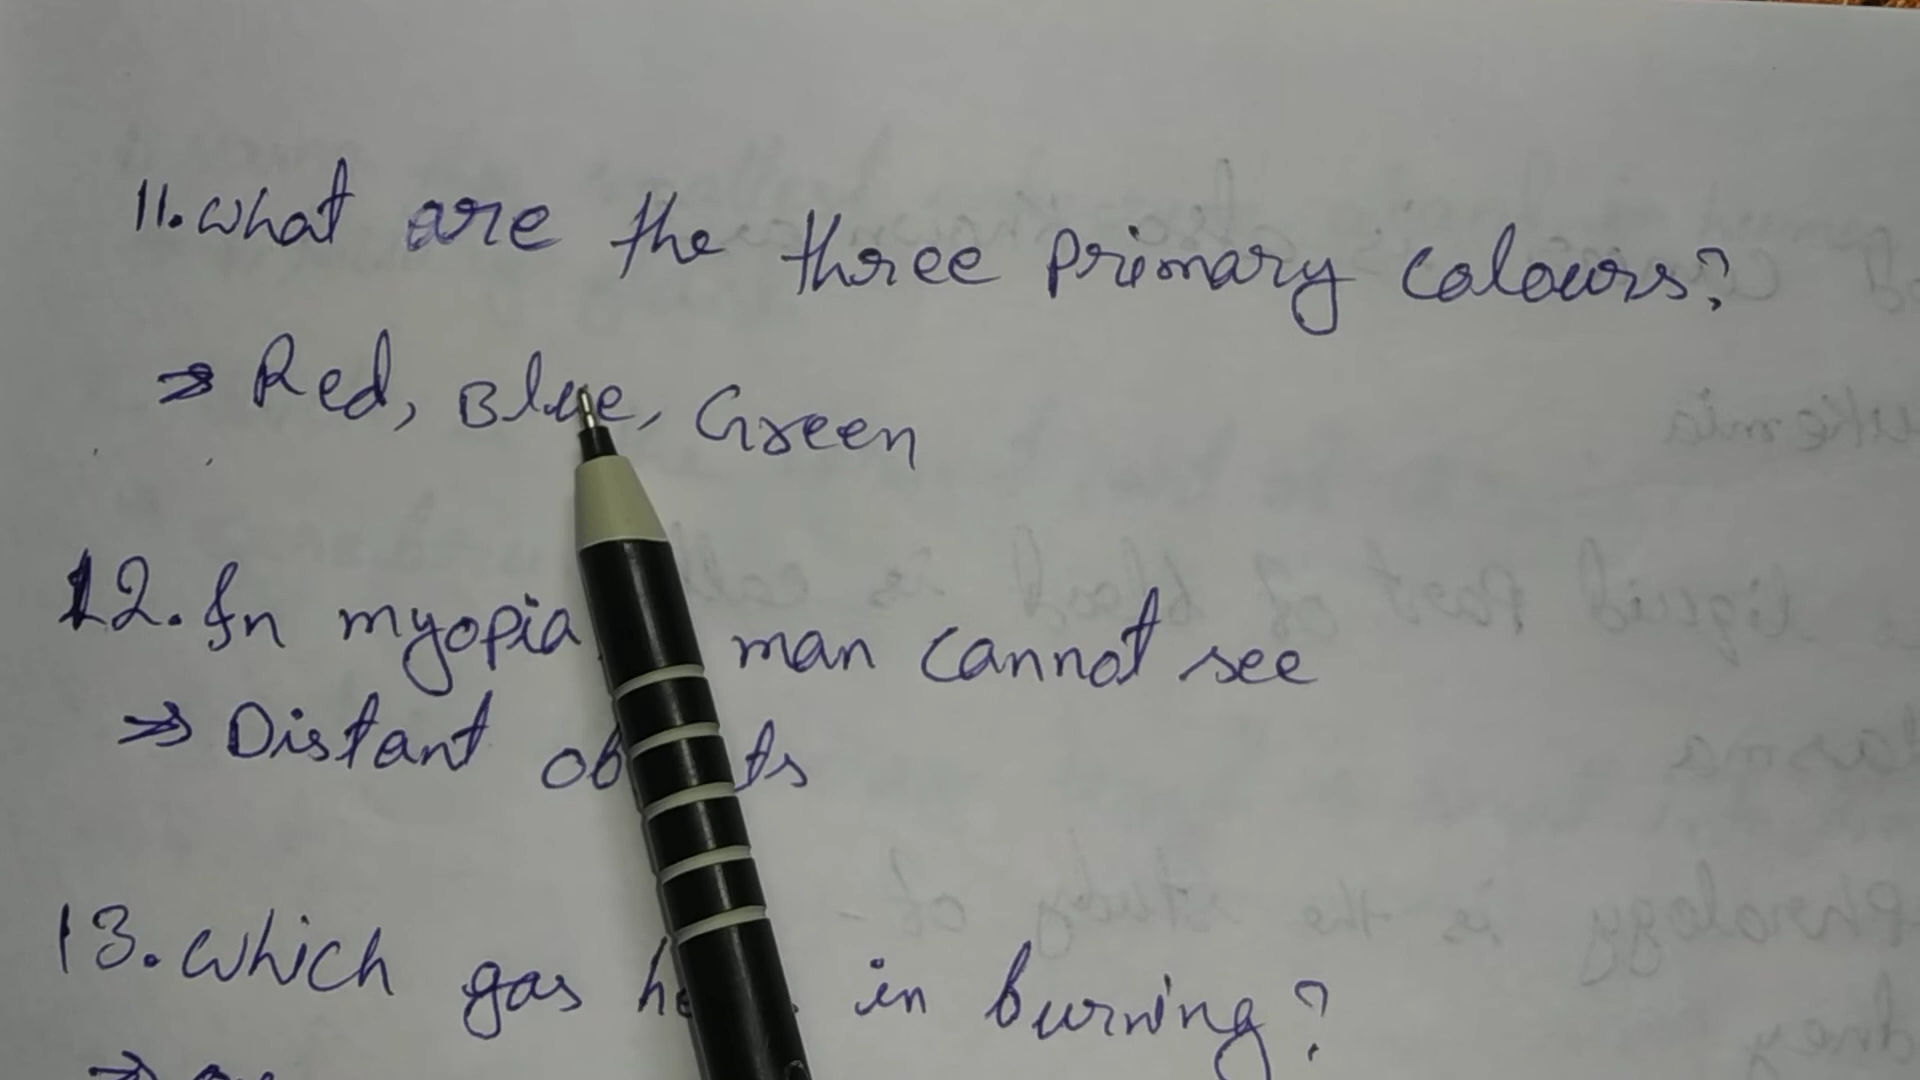 11. What are the three primary colours?
⇒ Red, Blue, Green
12. In myopia man cannot see
⇒ Distant
13. Which gas in burning?